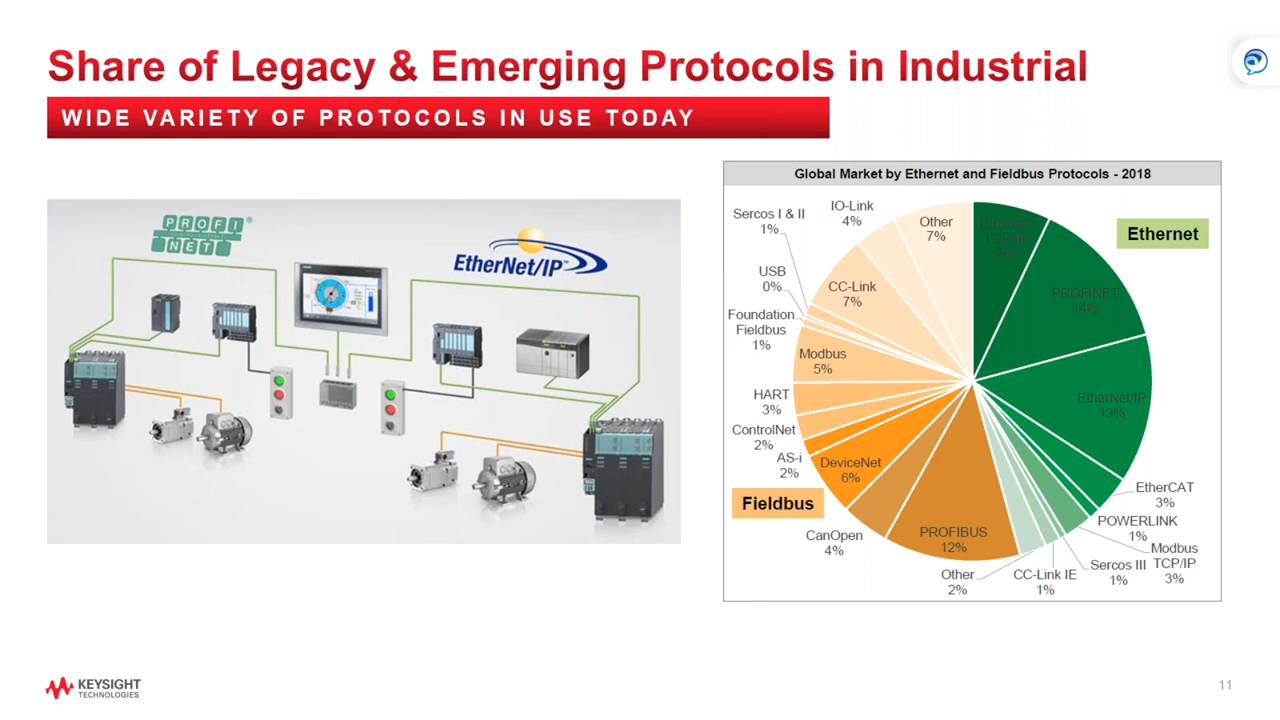 Share of Legacy & Emerging Protocols in Industrial
WIDE VARIETY OF PROTOCOLS IN USE TODAY
PROFI
NET
EtherNet/IP™
Global Market by Ethernet and Fieldbus Protocols - 2018
Ethernet
TCP/IP
7%
PROFINET
14%
EtherNet/IP
13%
EtherCAT
3%
POWERLINK
1%
Modbus
TCP/IP
3%
Sercos III
1%
CC-Link IE
1%
Other
2%
PROFIBUS
12%
CanOpen
4%
DeviceNet
6%
AS-i
2%
ControlNet
2%
HART
3%
Modbus
5%
Foundation
Fieldbus
1%
USB
0%
Sercos I & II
1%
CC-Link
7%
IO-Link
4%
Other
7%
Ethernet
Fieldbus
KEYSIGHT
TECHNOLOGIES
11